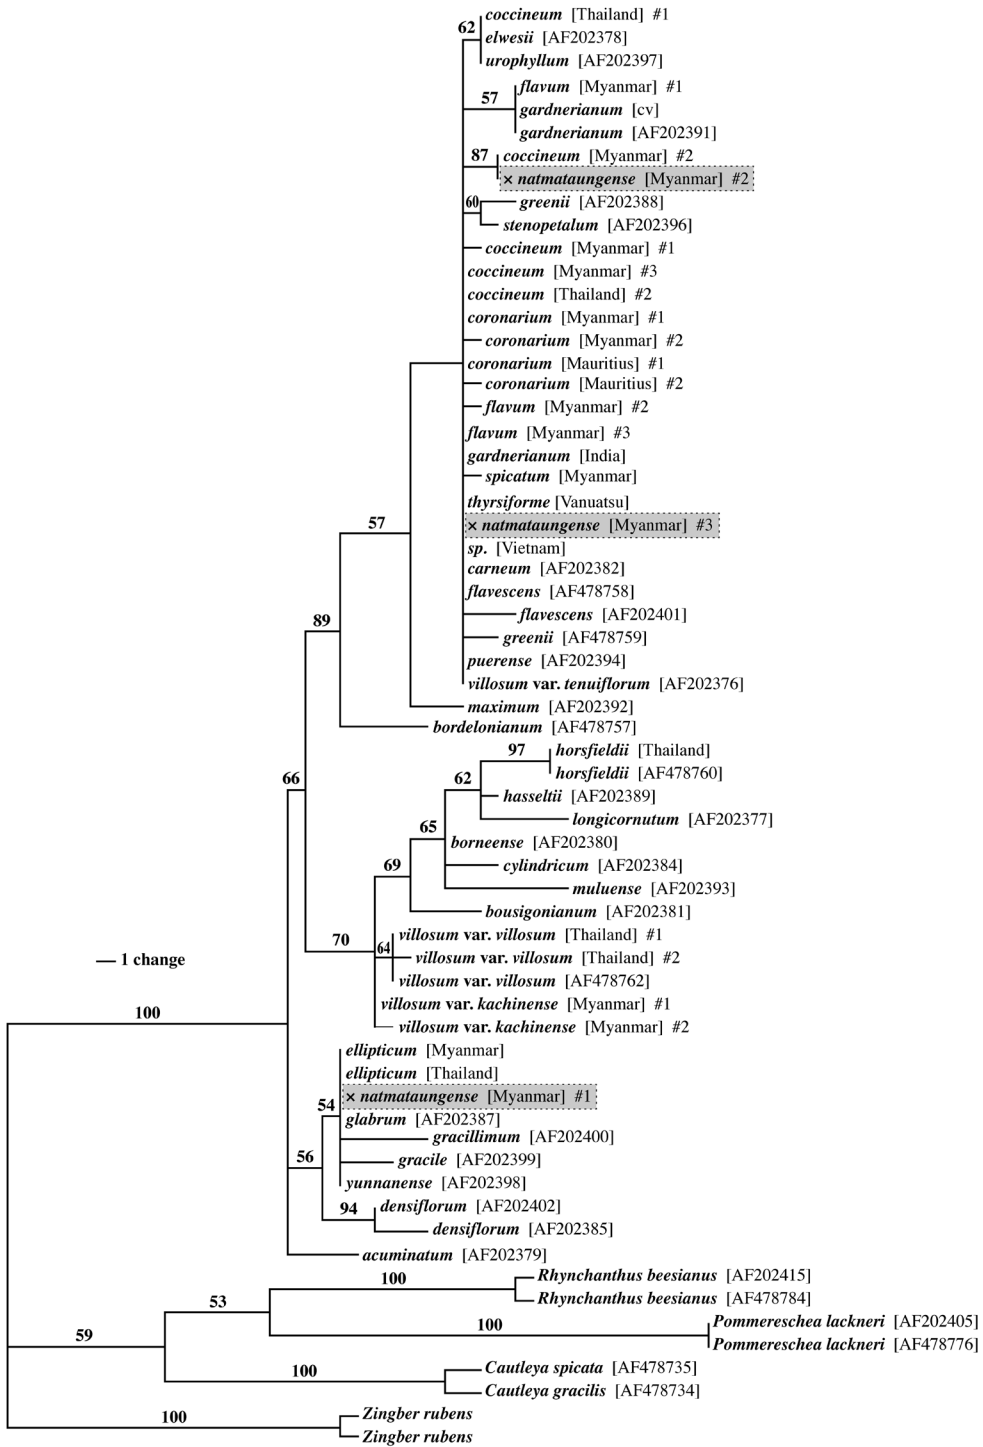 coccineum [Thailand] #1
62
elwesii [AF202378]
urophyllum [AF202397]
flavum [Myanmar] #1
57
gardnerianum [cv]
gardnerianum [AF202391]
87
coccineum [Myanmar] #2
× natmataungense [Myanmar] #2
60
greenii [AF202388]
stenopetalum [AF202396]
coccineum [Myanmar] #1
coccineum [Myanmar] #3
coccineum [Thailand] #2
coronarium [Myanmar] #1
coronarium [Myanmar] #2
coronarium [Mauritius] #1
coronarium [Mauritius] #2
flavum [Myanmar] #2
flavum [Myanmar] #3
gardnerianum [India]
spicatum [Myanmar]
thyrsiforme [Vanuatsu]
× natmataungense [Myanmar] #3
57
sp. [Vietnam]
carneum [AF202382]
flavescens [AF478758]
flavescens [AF202401]
89
greenii [AF478759]
puerense [AF202394]
villosum var. tenuiflorum [AF202376]
maximum [AF202392]
bordelonianum [AF478757]
97
horsfieldii [Thailand]
horsfieldii [AF478760]
66
62
hasseltii [AF202389]
longicornutum [AF202377]
65
borneense [AF202380]
69
cylindricum [AF202384]
muluense [AF202393]
bousigonianum [AF202381]
villosum var. villosum [Thailand] #1
70
64
villosum var. villosum [Thailand] #2
1 change
villosum var. villosum [AF478762]
villosum var. kachinense [Myanmar] #1
100
villosum var. kachinense [Myanmar] #2
ellipticum [Myanmar]
ellipticum [Thailand]
× natmataungense [Myanmar] #1
54
glabrum [AF202387]
gracillimum [AF202400]
56
gracile [AF202399]
yunnanense [AF202398]
94
densiflorum [AF202402]
densiflorum [AF202385]
acuminatum [AF202379]
100
Rhynchanthus beesianus [AF202415]
53
Rhynchanthus beesianus [AF478784]
100
Pommereschea lackneri [AF202405]
59
Pommereschea lackneri [AF478776]
100
Cautleya spicata [AF478735]
Cautleya gracilis [AF478734]
100
Zingber rubens
Zingber rubens